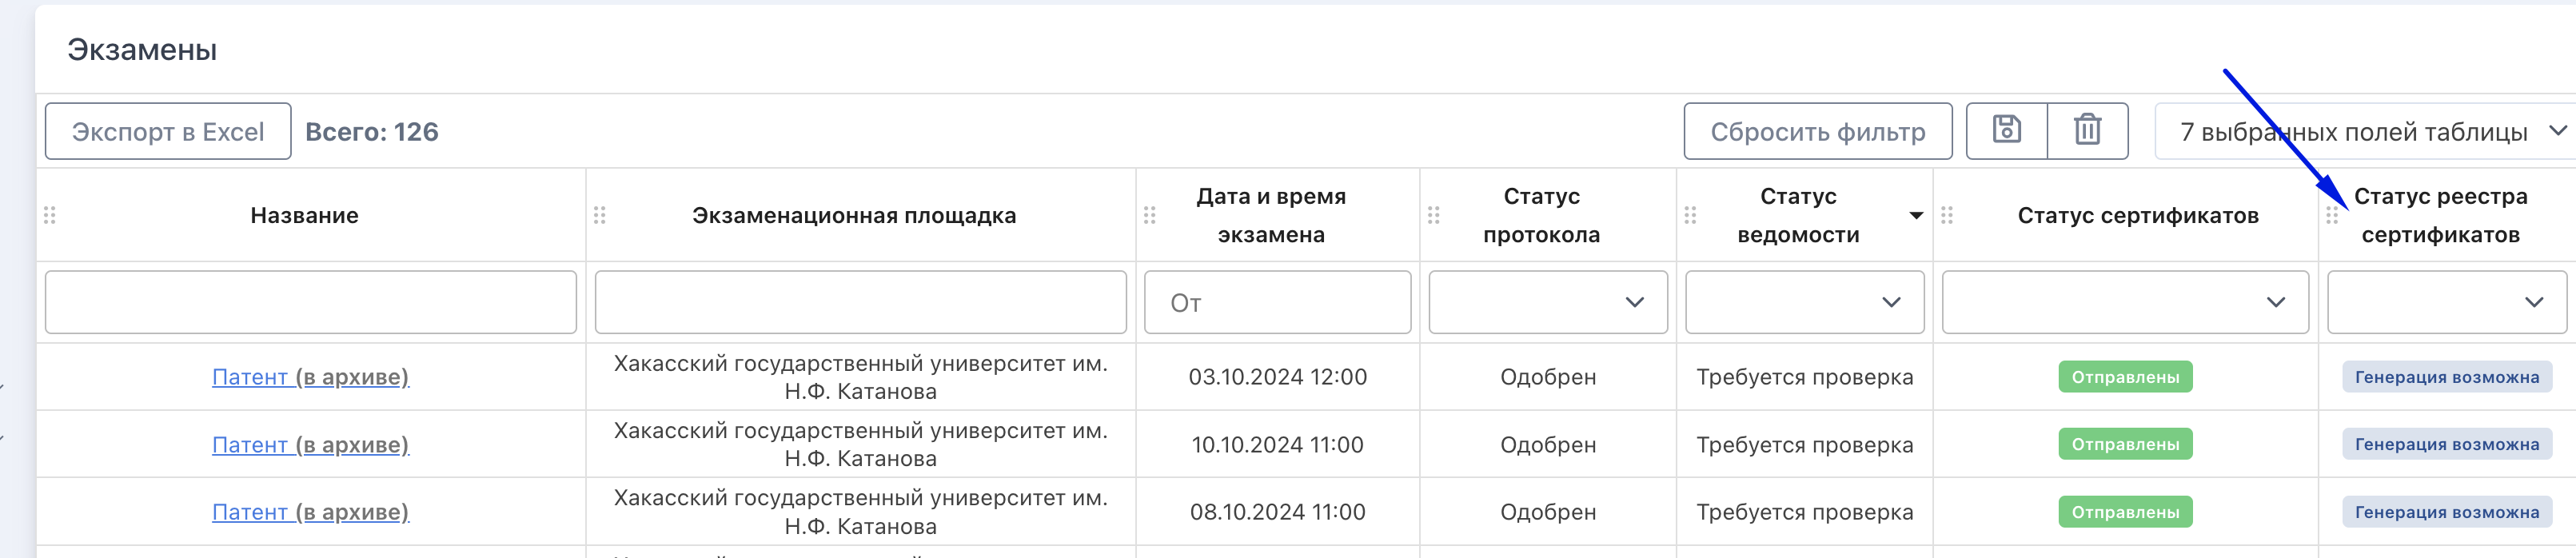 Экзамены
Экспорт в Excel Всего: 126 Сбросить фильтр 7 выбранных полей таблицы
Название Экзаменационная площадка Дата и время экзамена Статус протокола Статус ведомости Статус сертификатов Статус реестра сертификатов
От
Патент (в архиве) Хакасский государственный университет им. Н.Ф. Катанова 03.10.2024 12:00 Одобрен Требуется проверка Отправлены Генерация возможна
Патент (в архиве) Хакасский государственный университет им. Н.Ф. Катанова 10.10.2024 11:00 Одобрен Требуется проверка Отправлены Генерация возможна
Патент (в архиве) Хакасский государственный университет им. Н.Ф. Катанова 08.10.2024 11:00 Одобрен Требуется проверка Отправлены Генерация возможна